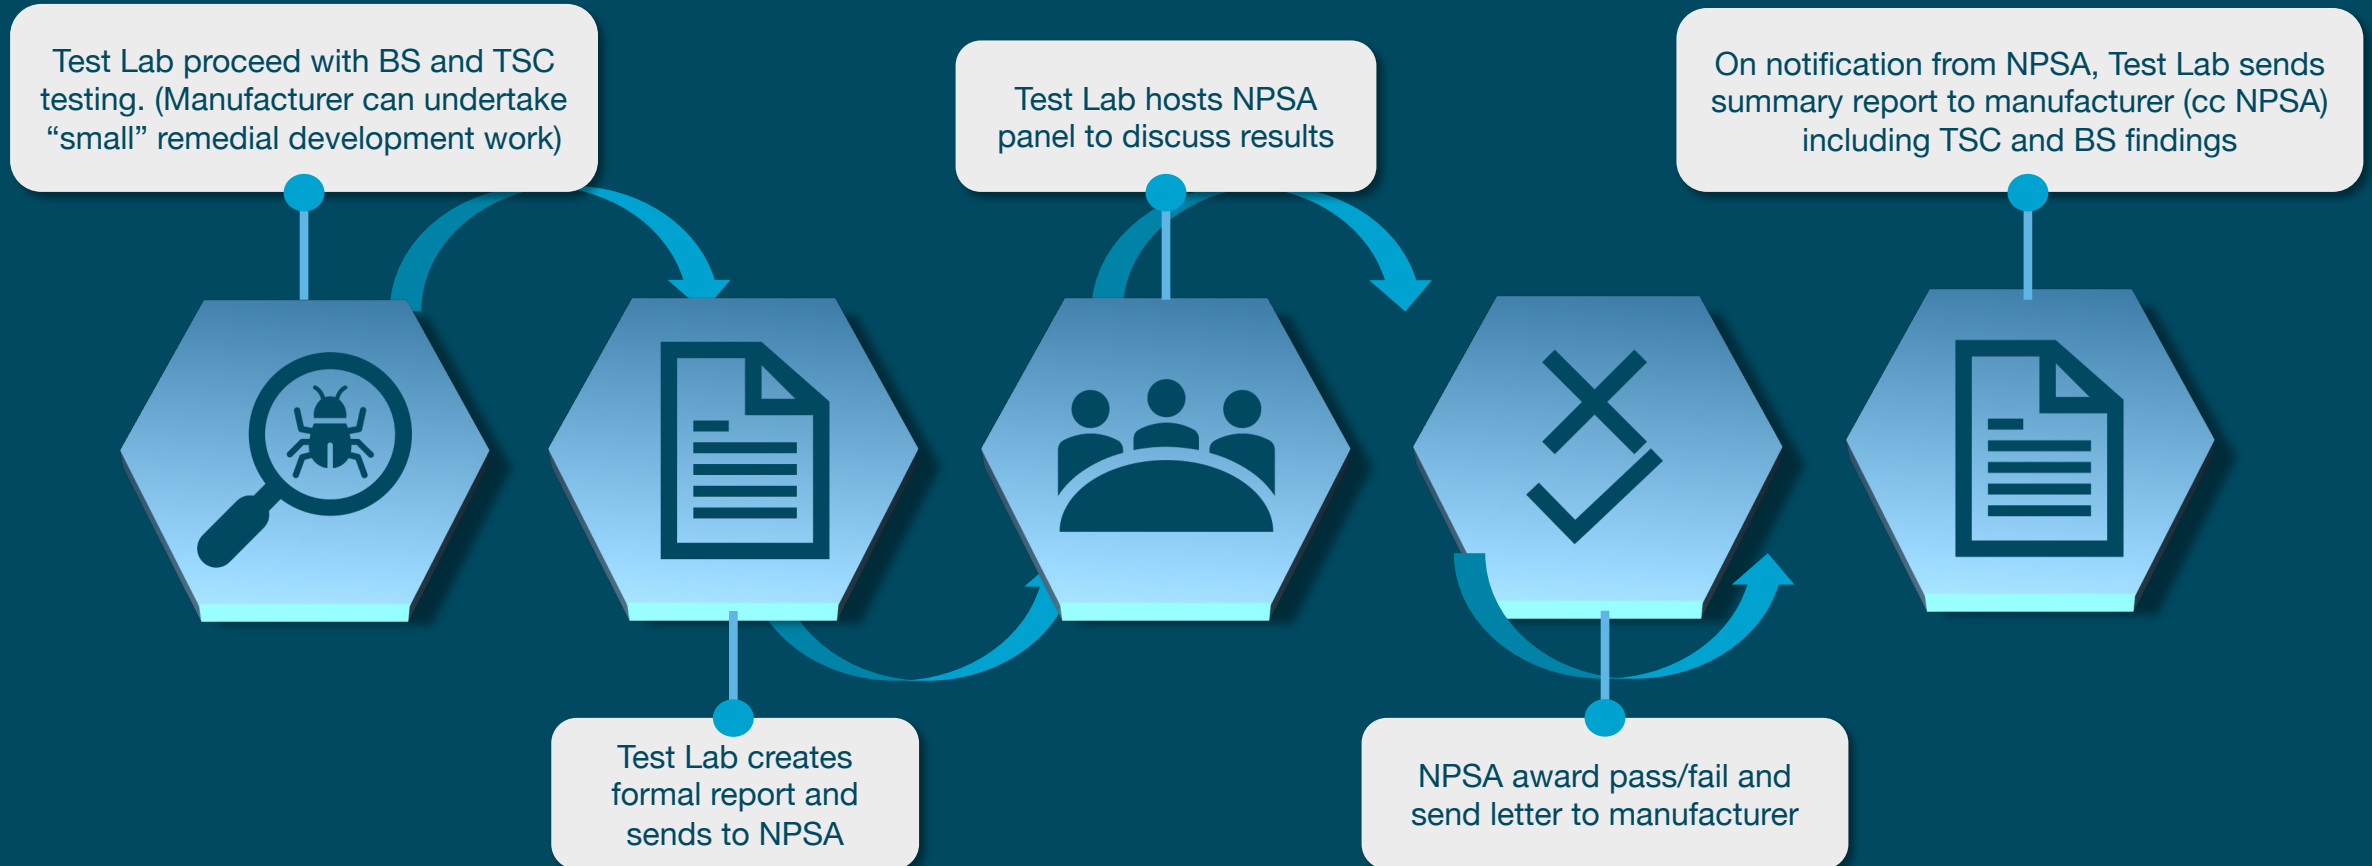 Test Lab proceed with BS and TSC
testing. (Manufacturer can undertake
“small” remedial development work)
Test Lab creates
formal report and
sends to NPSA
Test Lab hosts NPSA
panel to discuss results
NPSA award pass/fail and
send letter to manufacturer
On notification from NPSA, Test Lab sends
summary report to manufacturer (cc NPSA)
including TSC and BS findings